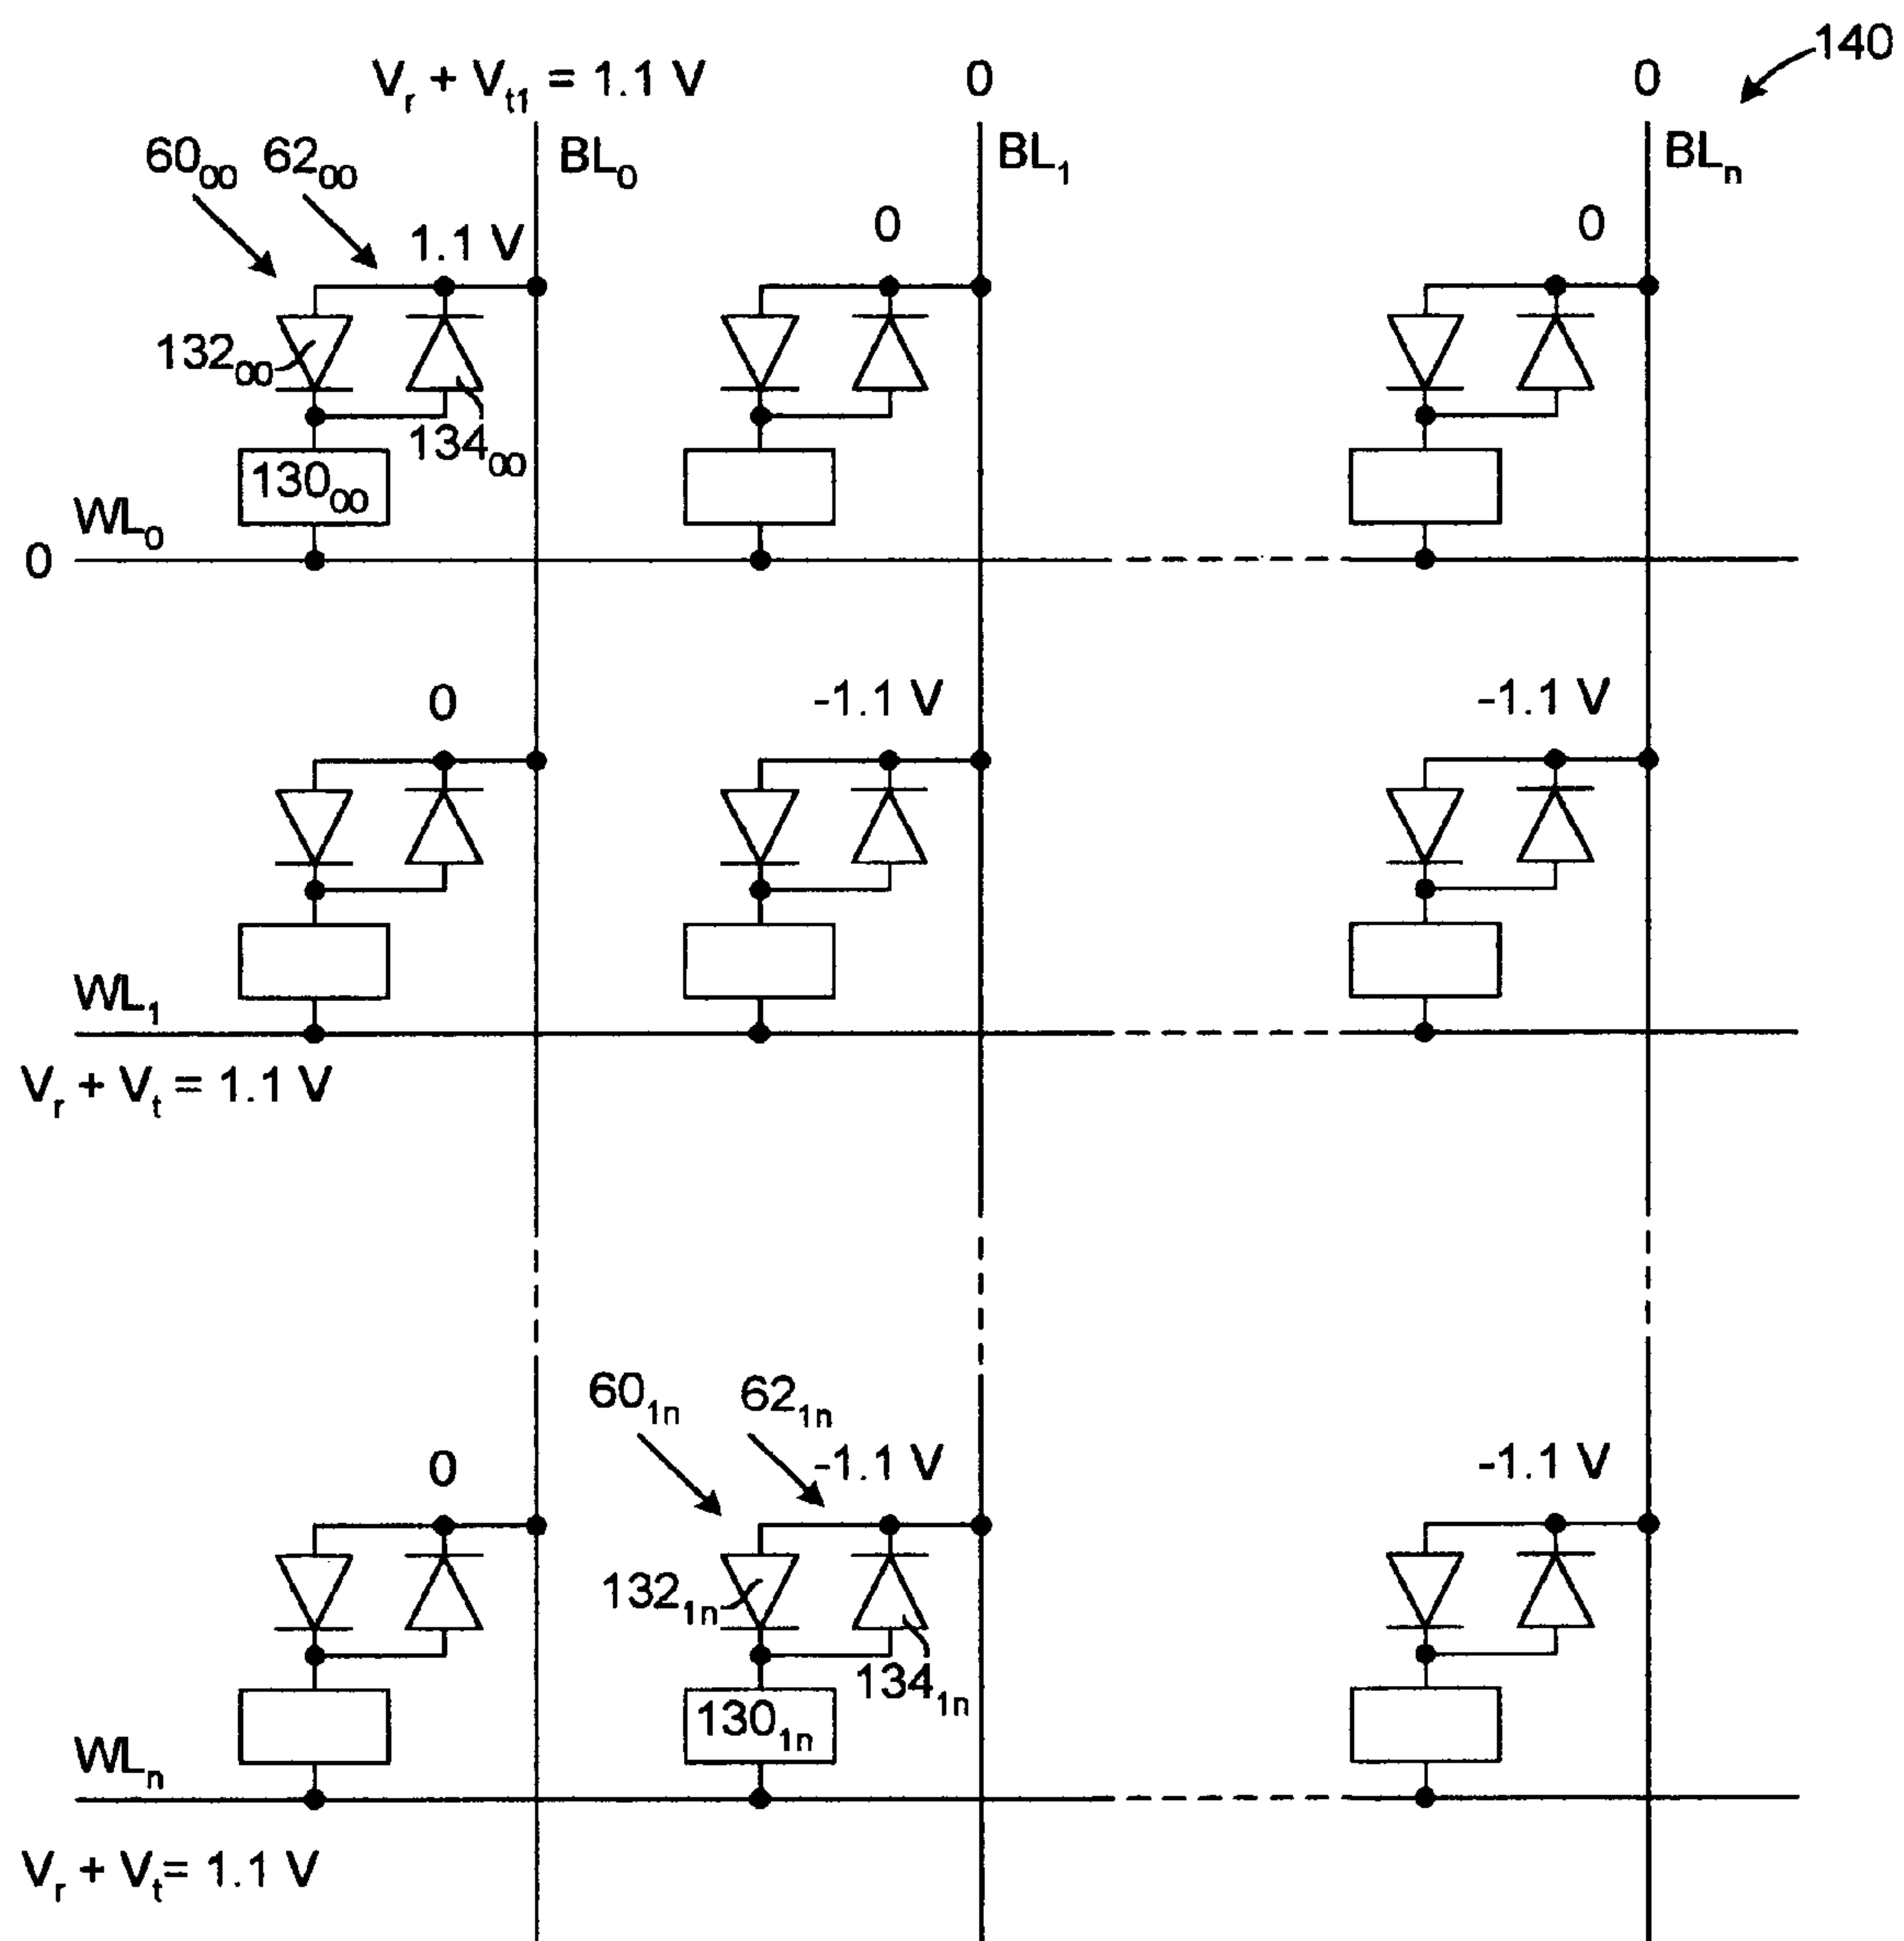 140
V_r + V_t1 = 1.1 V
0
0
BL_0
BL_1
BL_n
60_00
62_00
1.1 V
0
0
132_00
134_00
130_00
WL_0
0
0
-1.1 V
-1.1 V
WL_1
V_r + V_t = 1.1 V
60_1n
62_1n
0
-1.1 V
-1.1 V
132_1n
134_1n
130_1n
WL_n
V_r + V_t = 1.1 V